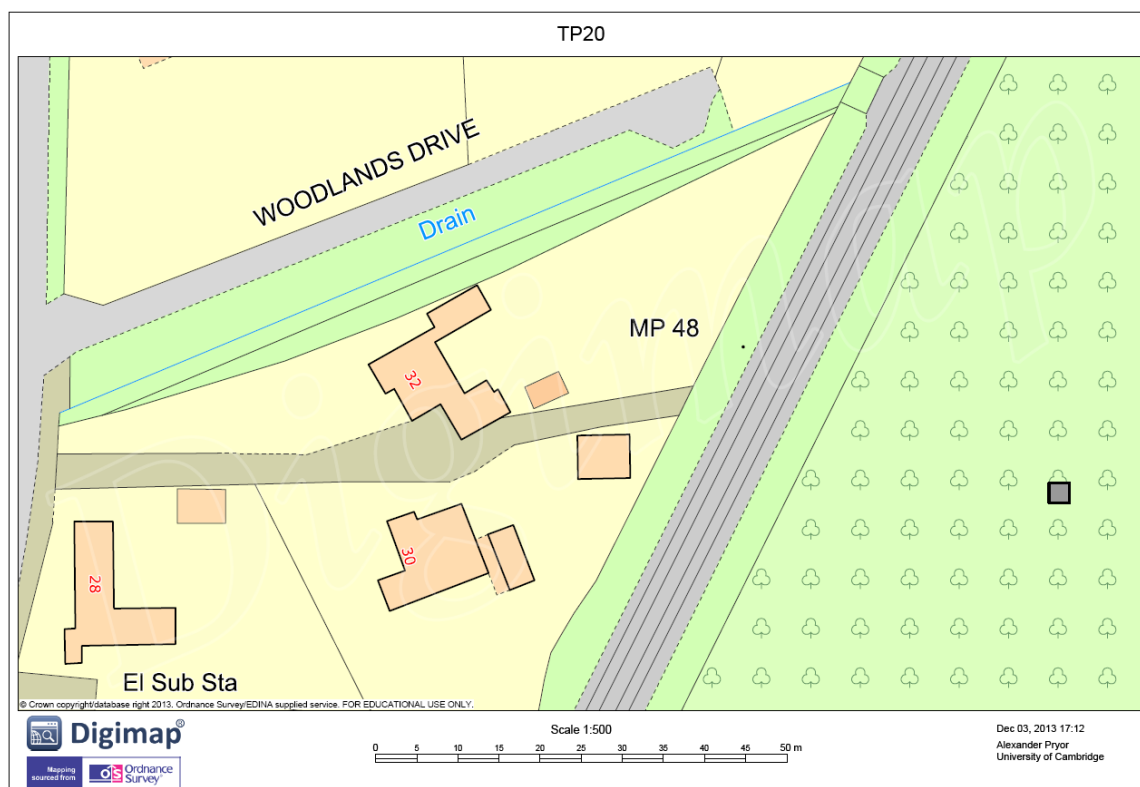 TP20
WOODLANDS DRIVE
Drain
MP 48
32
30
28
El Sub Sta
© Crown copyright/database right 2013. Ordnance Survey/EDINA supplied service. FOR EDUCATIONAL USE ONLY.
Digimap®
Mapping
sourced from
OS Ordnance
Survey®
Scale 1:500
0 5 10 15 20 25 30 35 40 45 50 m
Dec 03, 2013 17:12
Alexander Pryor
University of Cambridge
Digimap